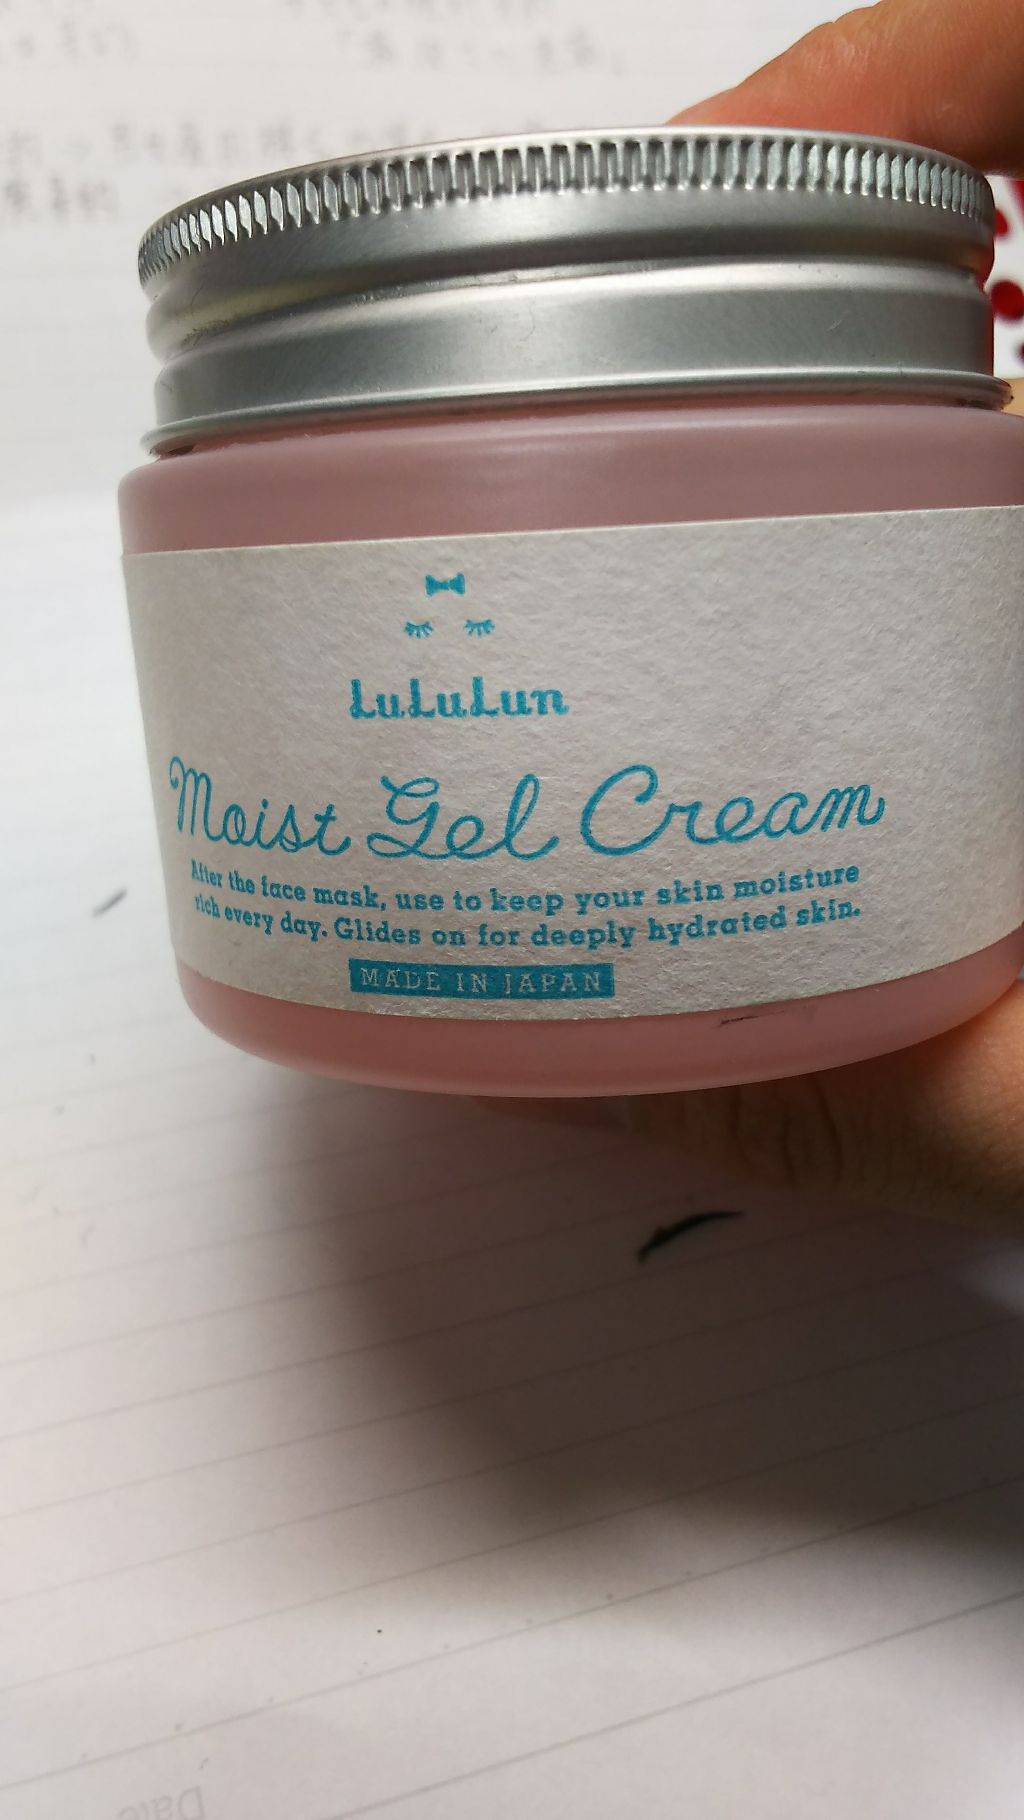 LuLuLun
Moist Gel Cream
After the face mask, use to keep your skin moisture
rich every day. Glides on for deeply hydrated skin.
MADE IN JAPAN
Date